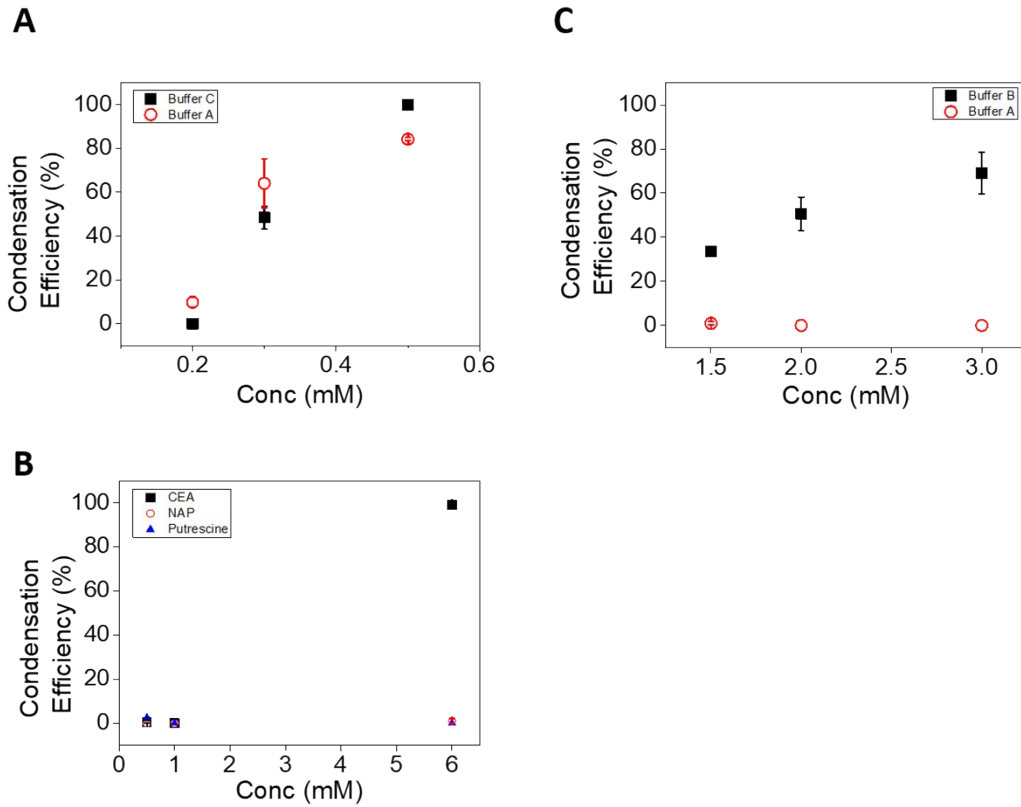 A
Condensation
Efficiency (%)
100
80
60
40
20
0
Buffer C
Buffer A
0.2
0.4
0.6
Conc (mM)
C
Condensation
Efficiency (%)
100
80
60
40
20
0
Buffer B
Buffer A
1.5
2.0
2.5
3.0
Conc (mM)
B
Condensation
Efficiency (%)
100
80
60
40
20
0
CEA
NAP
Putrescine
0
1
2
3
4
5
6
Conc (mM)